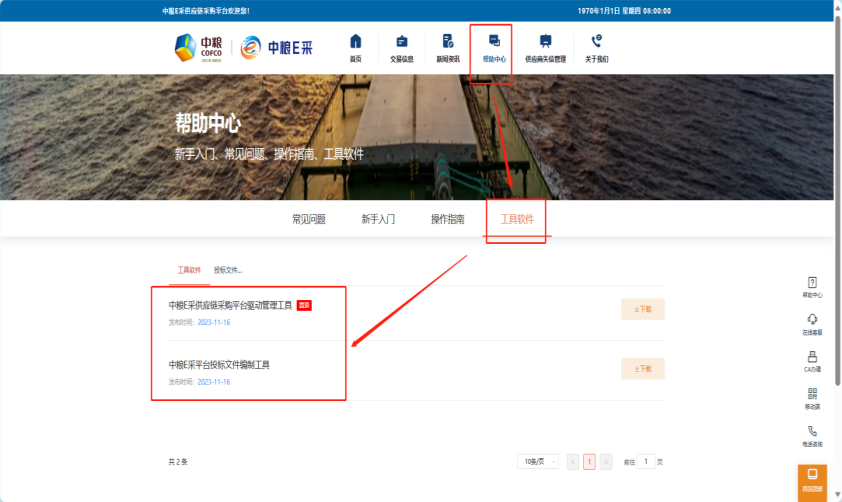 中粮E采供应链采购平台欢迎您！
1970年1月1日 星期四 08:00:00
中粮
COFCO
中粮E采
首页
交易信息
新闻资讯
帮助中心
供应商失信管理
关于我们
帮助中心
新手入门、常见问题、操作指南、工具软件
常见问题
新手入门
操作指南
工具软件
工具软件
投标文件...
中粮E采供应链采购平台驱动管理工具
置顶
发布时间：2023-11-16
下载
中粮E采平台投标文件编制工具
发布时间：2023-11-16
下载
共 2 条
10条/页
1
前往 1 页
帮助中心
在线客服
CA办理
移动端
电话咨询
返回顶部